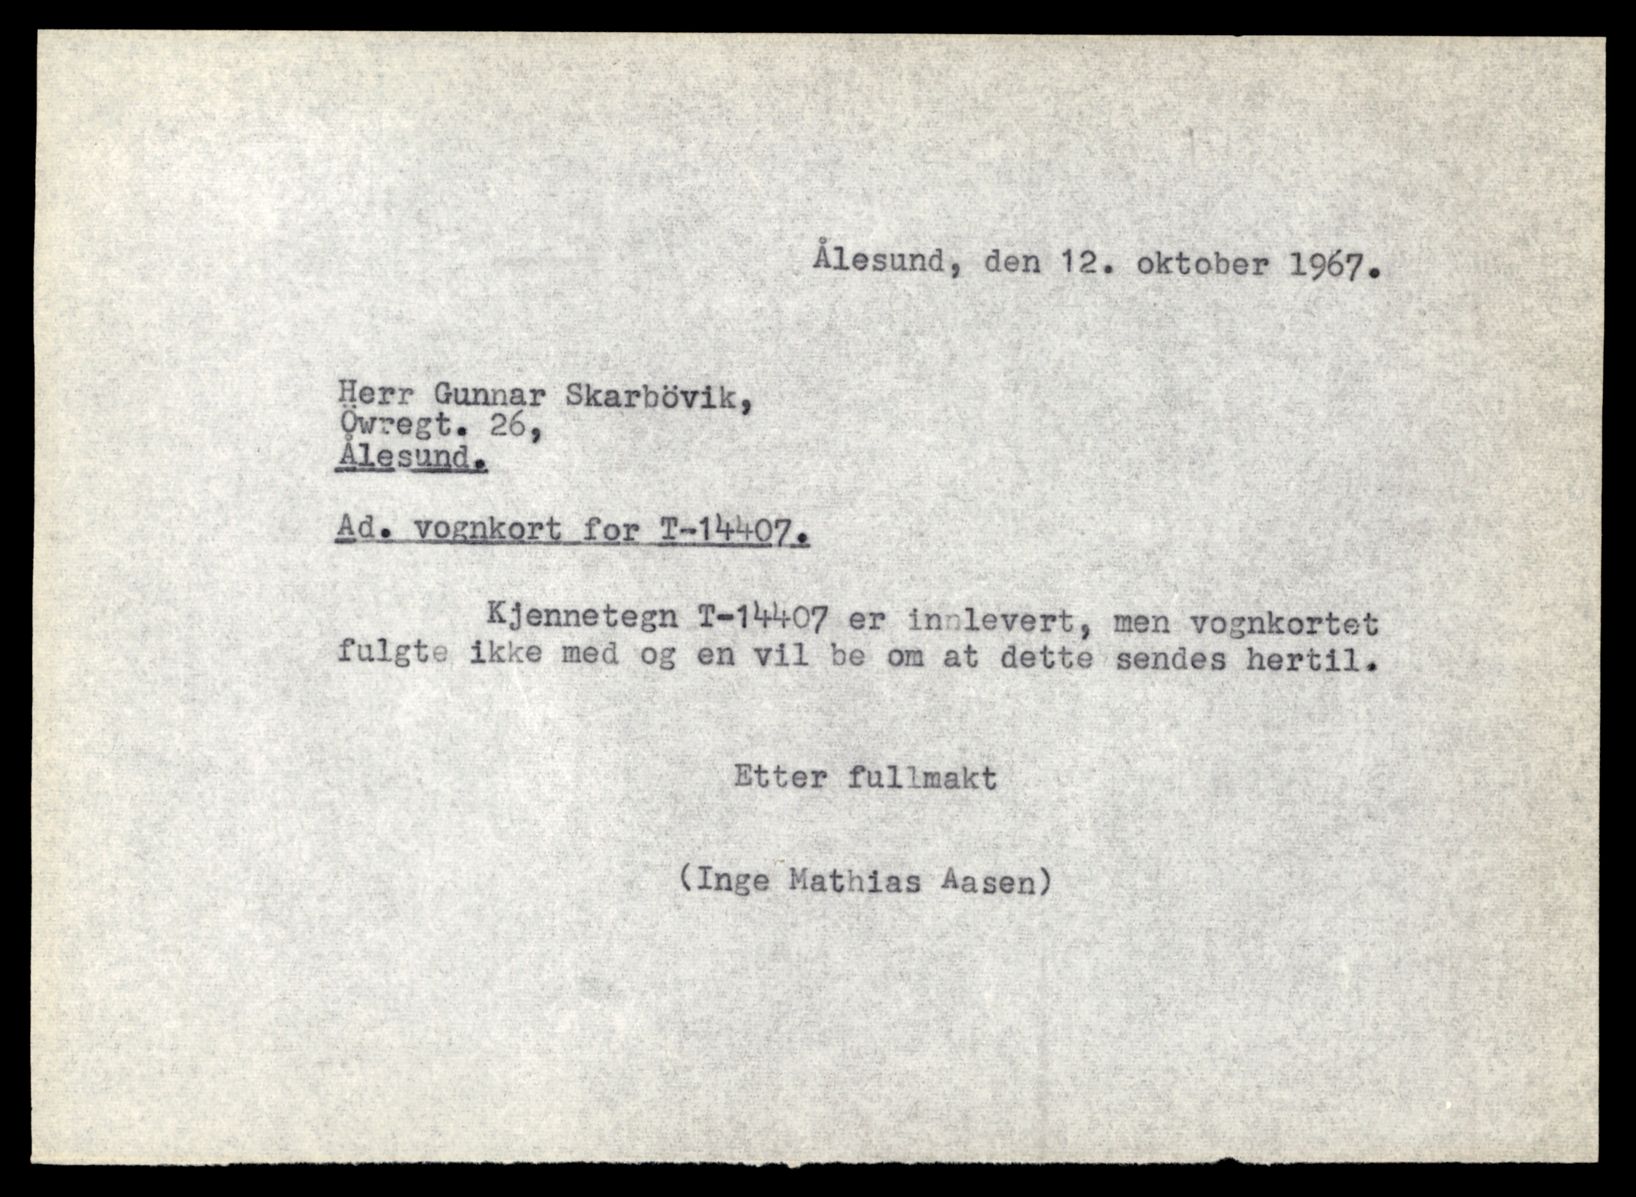 Ålesund, den 12. oktober 1967.
Herr Gunnar Skarbövik,
Öwregt. 26,
Ålesund.
Ad. vognkort for T-14407.
Kjennetegn T-14407 er innlevert, men vognkortet
fulgte ikke med og en vil be om at dette sendes hertil.
Etter fullmakt
(Inge Mathias Aasen)